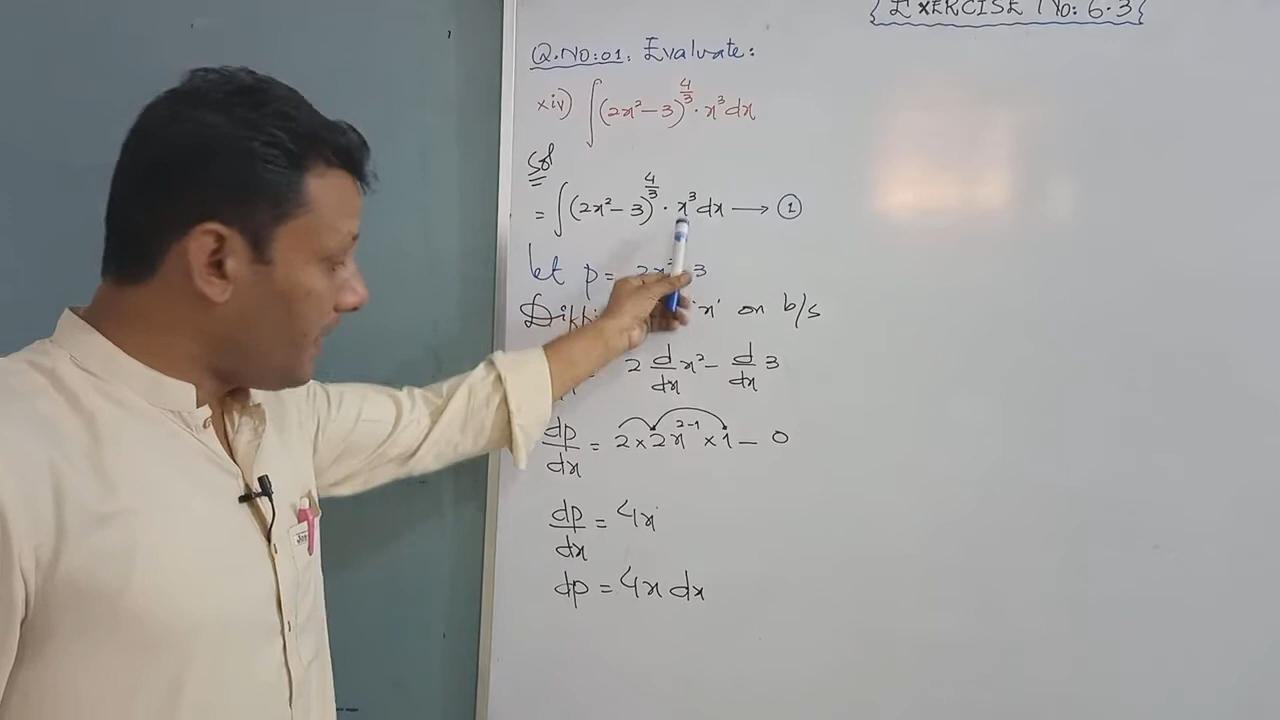 {EXERCISE No: 6.3}
Q.No:01. Evaluate:
xiv) ∫(2x²-3)^(4/3) · x³ dx
Sol
= ∫(2x²-3)^(4/3) · x³ dx → ①
let p = 2x² 3
'x' on b/s
= 2 d/dx x² - d/dx 3
dp/dx = 2×2x^(2-1) ×1 - 0
dp/dx = 4x
dp = 4x dx